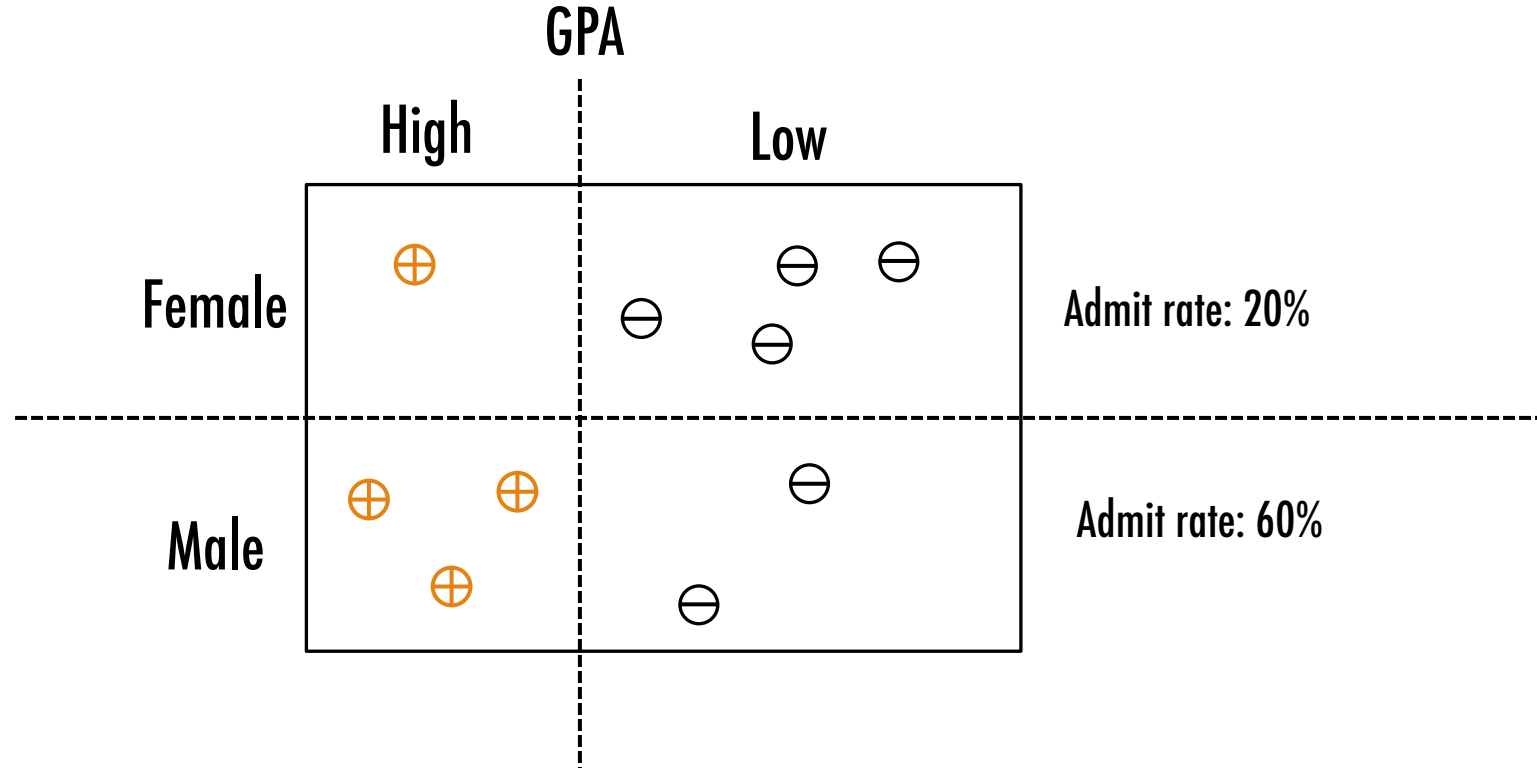 GPA
High
Low
Female
Admit rate: 20%
Male
Admit rate: 60%